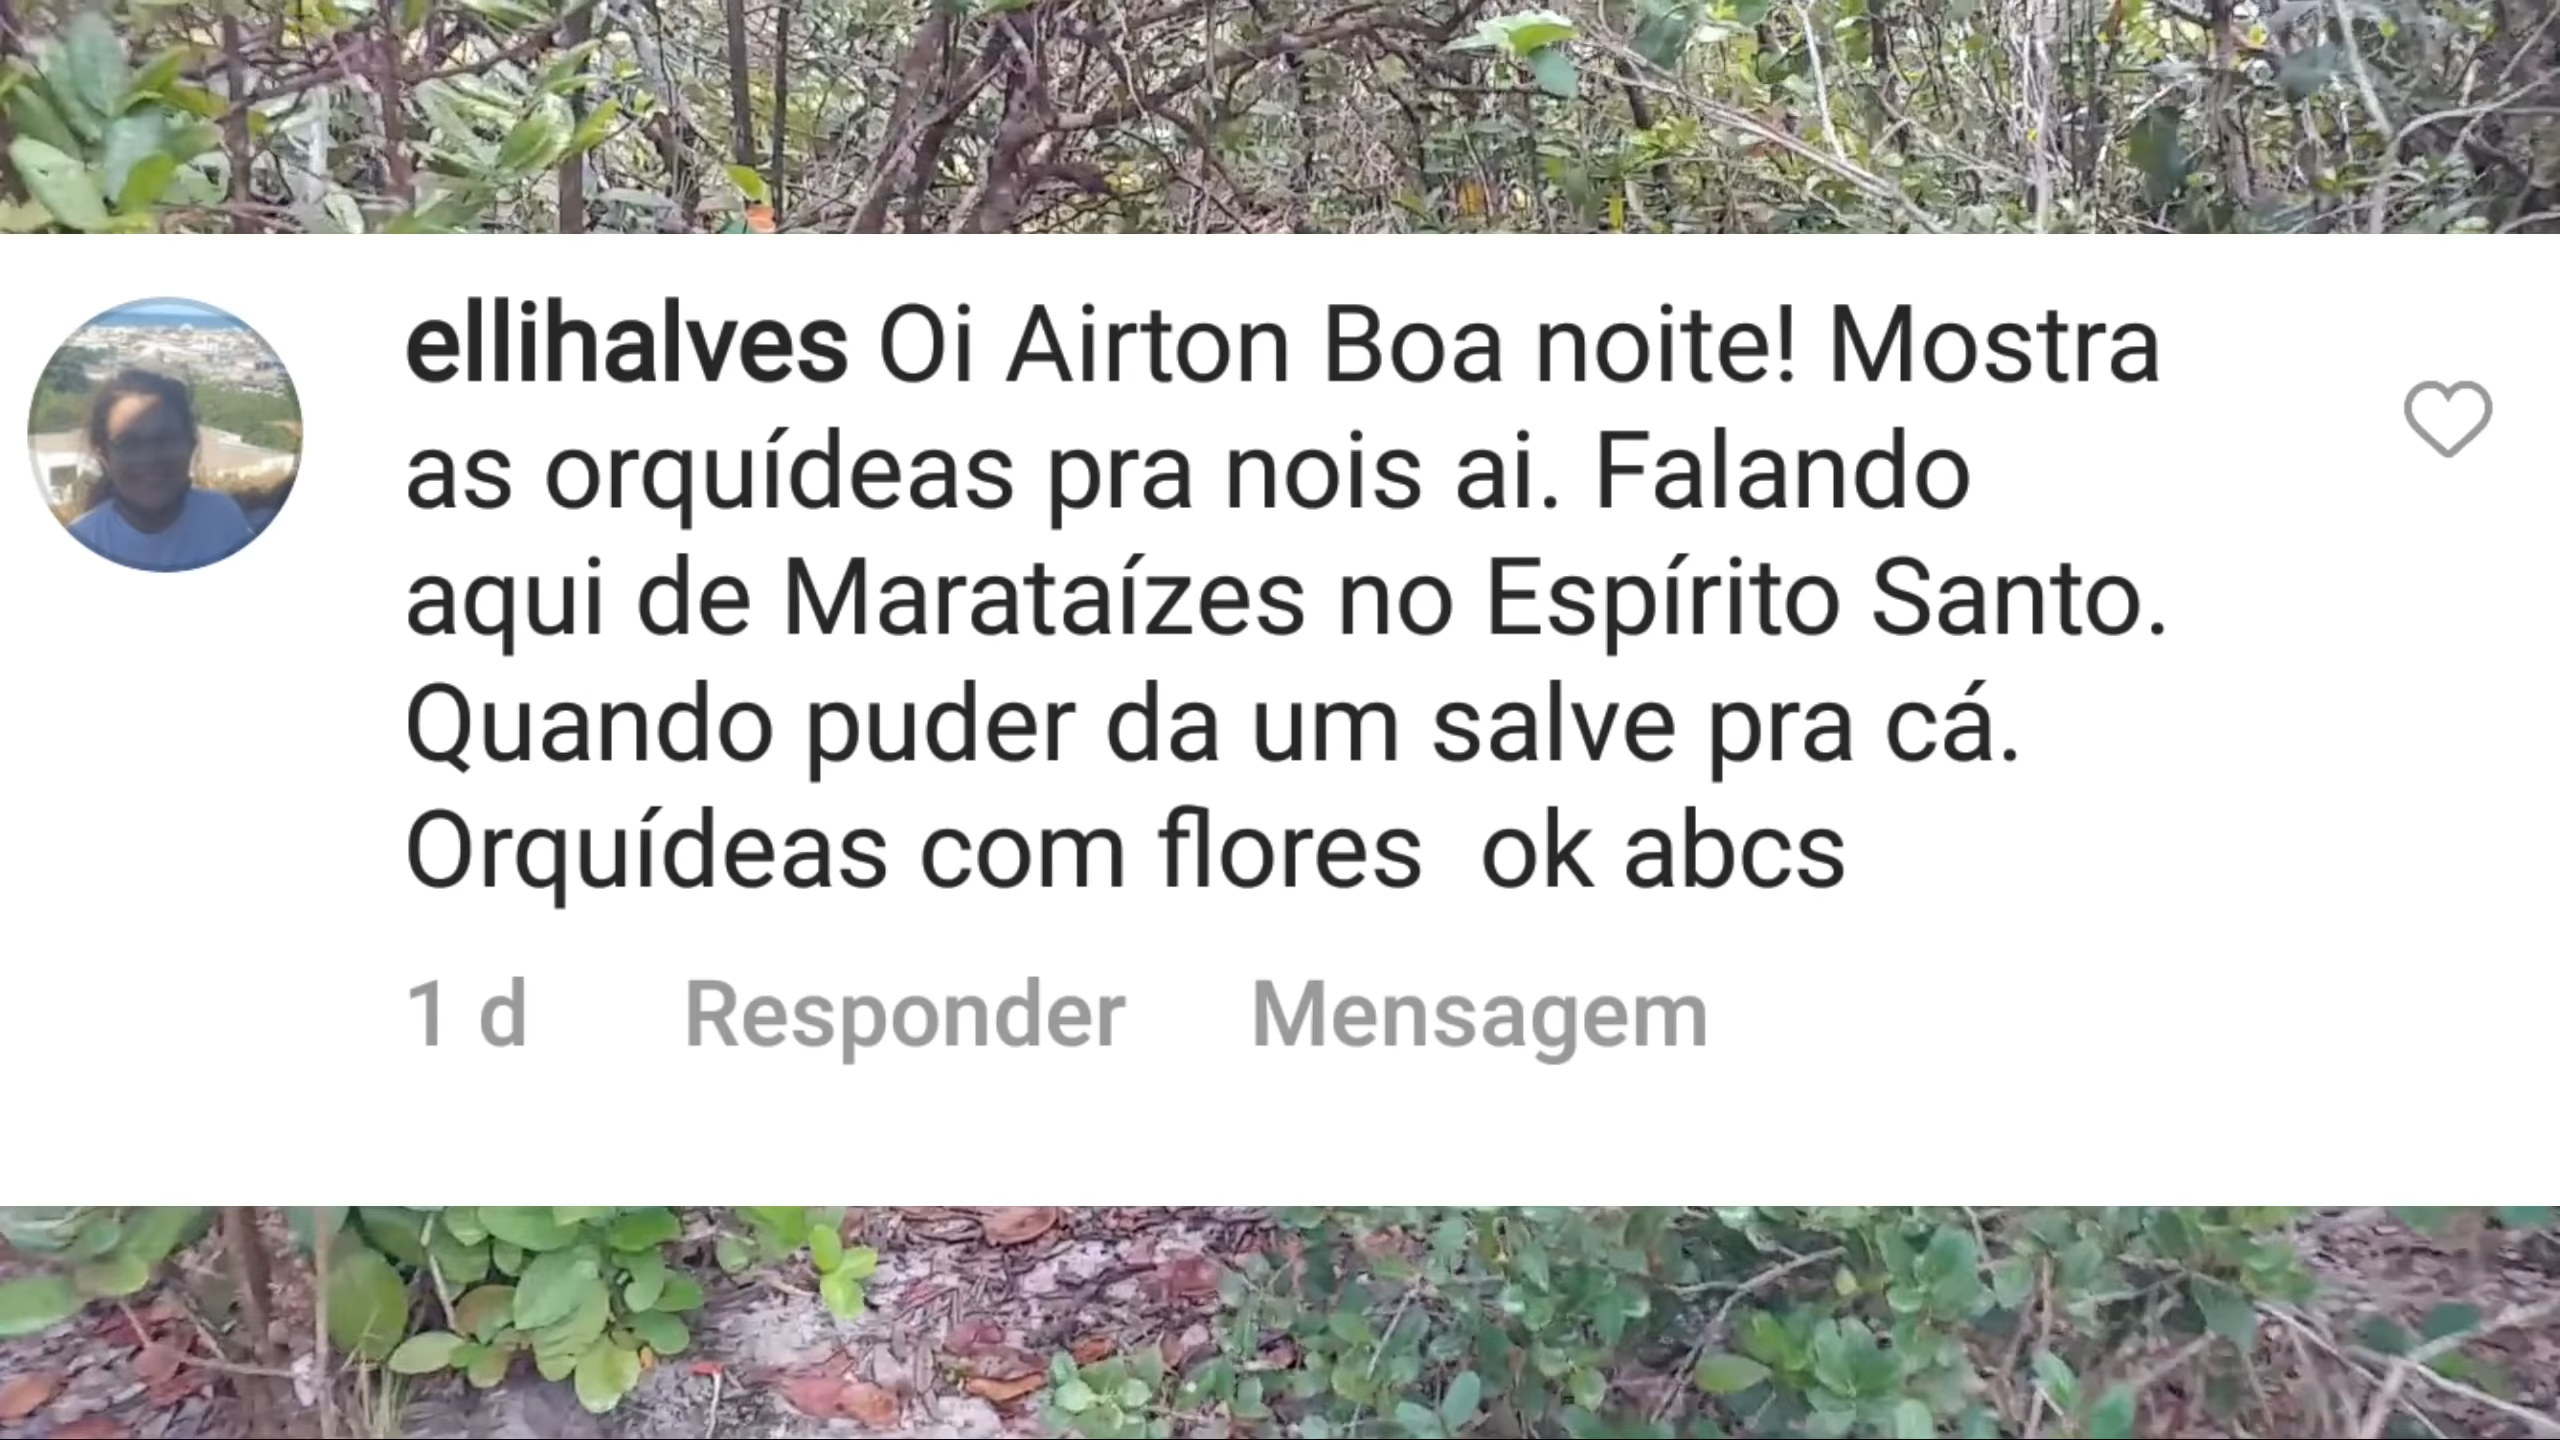 ellihalves Oi Airton Boa noite! Mostra
as orquídeas pra nois ai. Falando
aqui de Marataízes no Espírito Santo.
Quando puder da um salve pra cá.
Orquídeas com flores  ok abcs
1 d Responder Mensagem